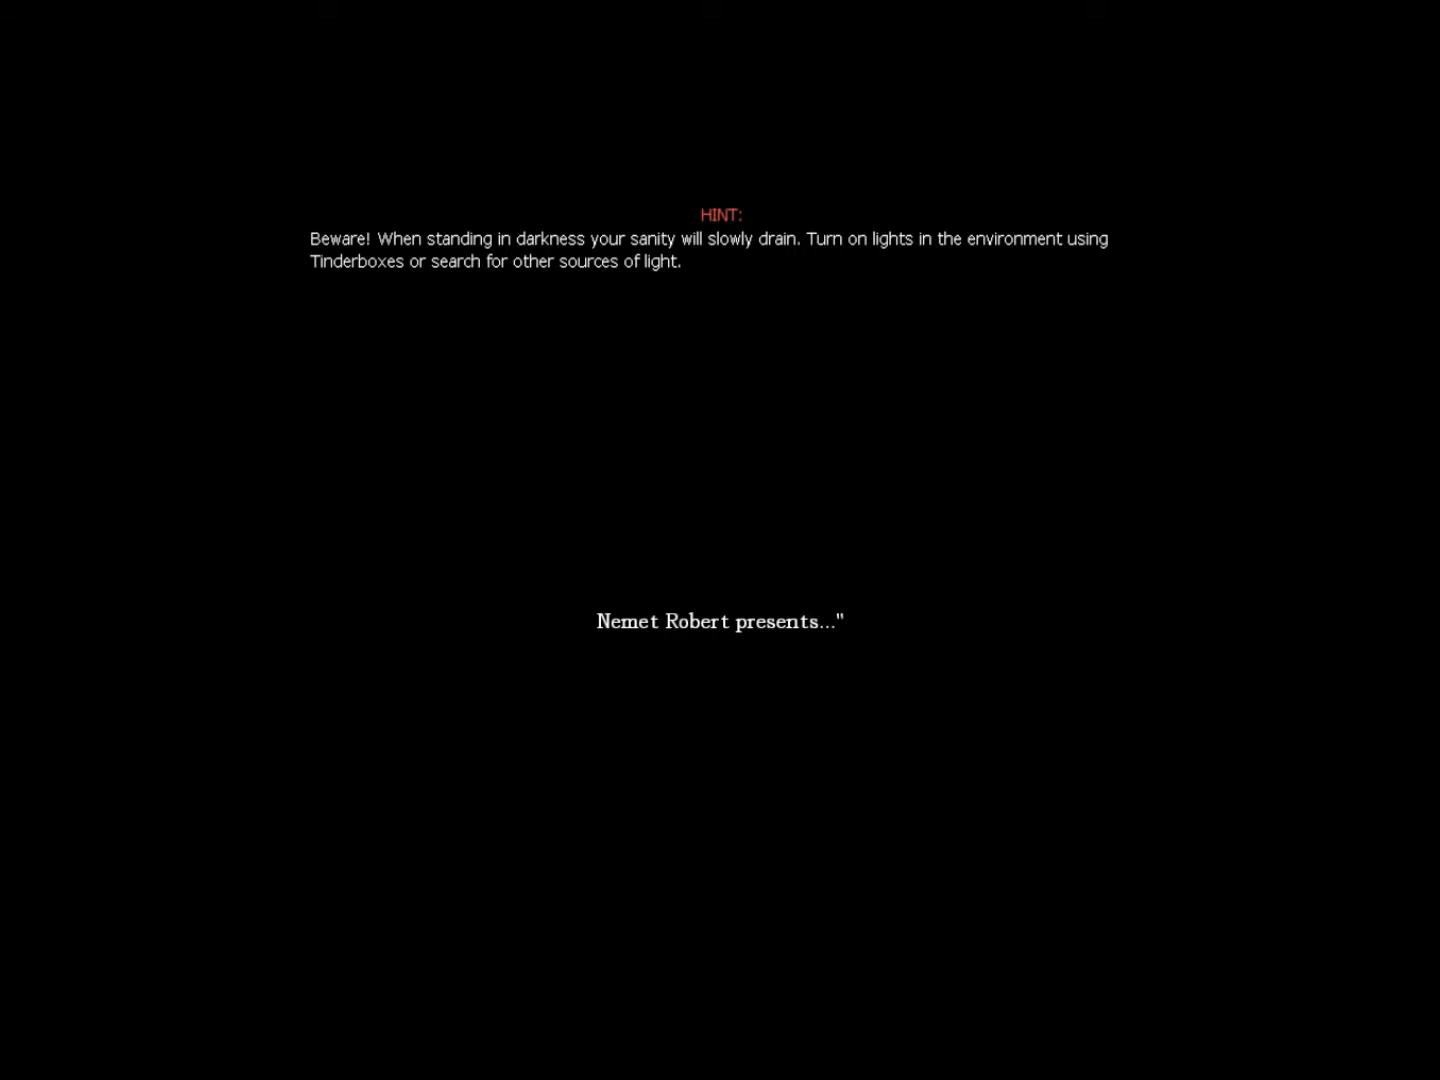 HINT:
Beware! When standing in darkness your sanity will slowly drain. Turn on lights in the environment using
Tinderboxes or search for other sources of light.
Nemet Robert presents..."